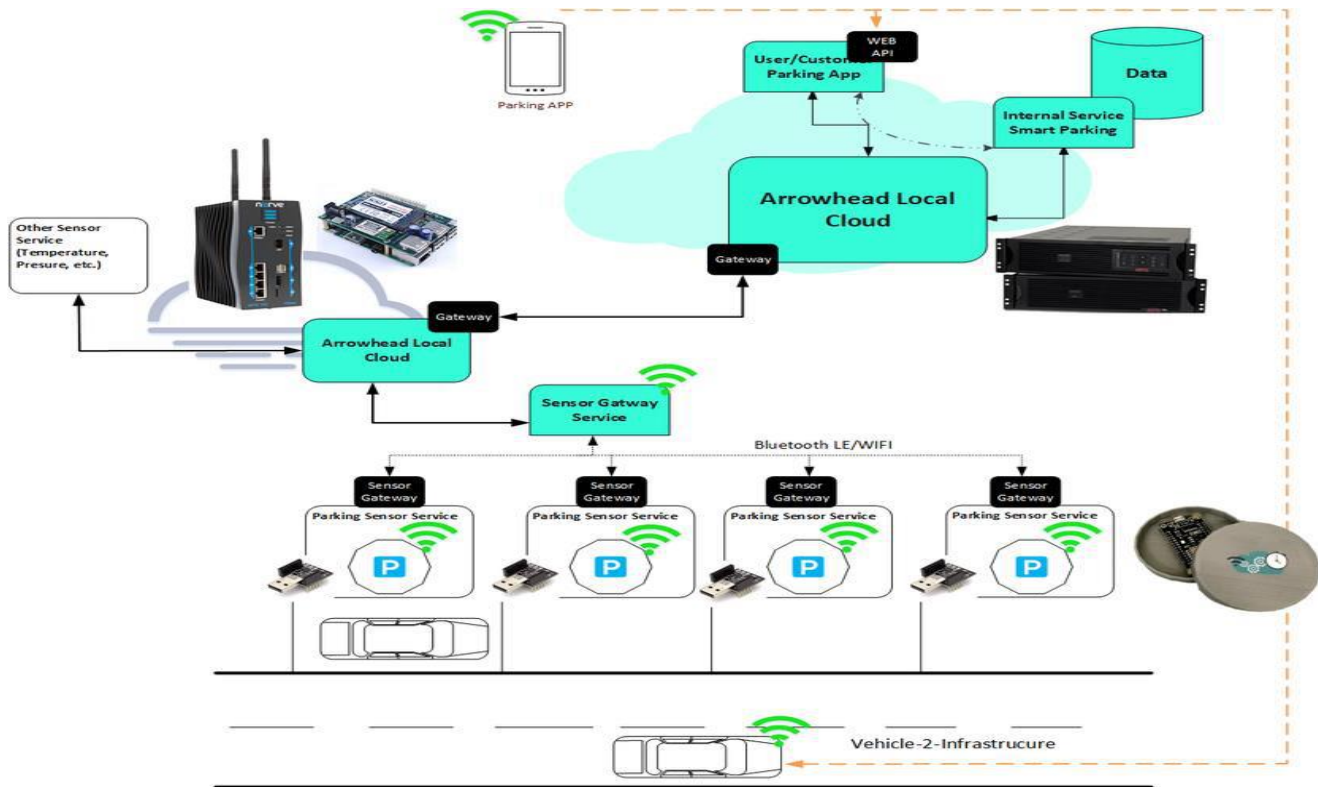 WEB
API
User/Customer
Parking App
Data
Parking APP
Internal Service
Smart Parking
nerve
Arrowhead Local
Cloud
Other Sensor
Service
(Temperature,
Presure, etc.)
Gateway
Gateway
Arrowhead Local
Cloud
Sensor Gatway
Service
Bluetooth LE/WIFI
Sensor
Gateway
Sensor
Gateway
Sensor
Gateway
Sensor
Gateway
Parking Sensor Service
Parking Sensor Service
Parking Sensor Service
Parking Sensor Service
P
P
P
P
Vehicle-2-Infrastrucure